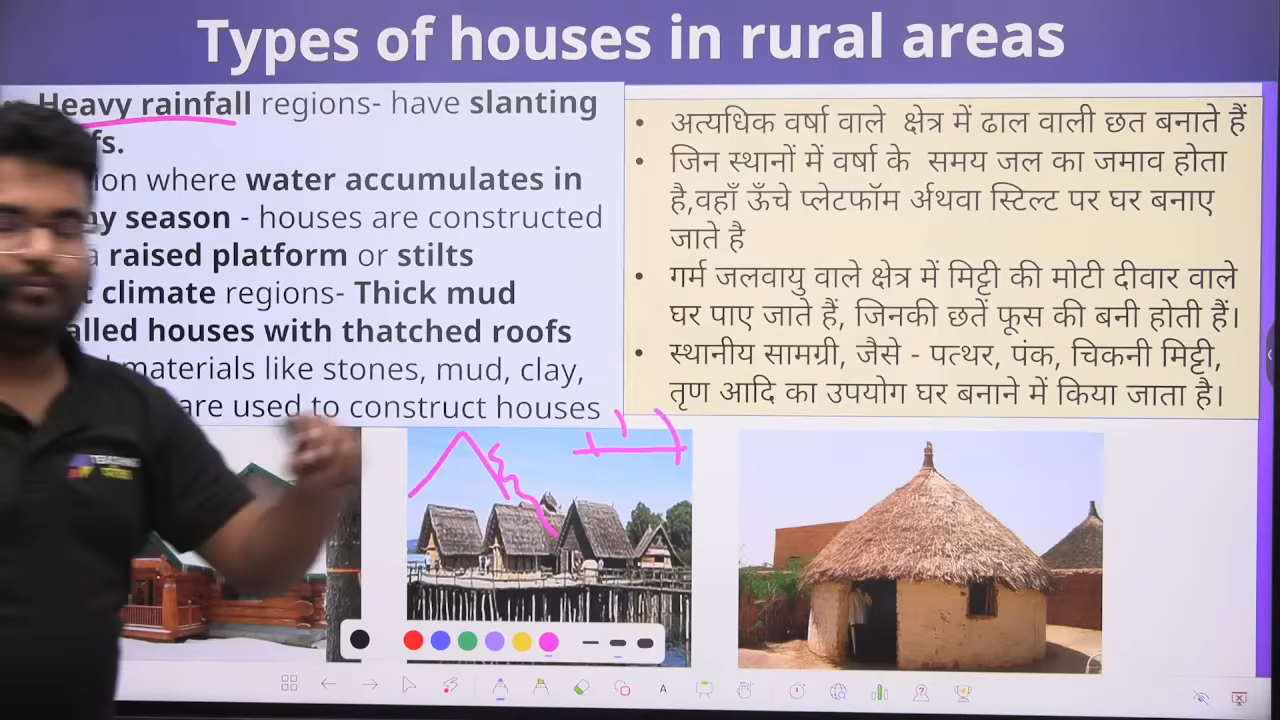 Types of houses in rural areas
Heavy rainfall regions- have slanting
fs.
ion where water accumulates in
ny season - houses are constructed
a raised platform or stilts
t climate regions- Thick mud
alled houses with thatched roofs
materials like stones, mud, clay,
are used to construct houses
• अत्यधिक वर्षा वाले क्षेत्र में ढाल वाली छत बनाते हैं
• जिन स्थानों में वर्षा के समय जल का जमाव होता
है,वहाँ ऊँचे प्लेटफॉम र्अथवा स्टिल्ट पर घर बनाए
जाते है
• गर्म जलवायु वाले क्षेत्र में मिट्टी की मोटी दीवार वाले
घर पाए जाते हैं, जिनकी छतें फूस की बनी होती हैं।
• स्थानीय सामग्री, जैसे - पत्थर, पंक, चिकनी मिट्टी,
तृण आदि का उपयोग घर बनाने में किया जाता है।
A